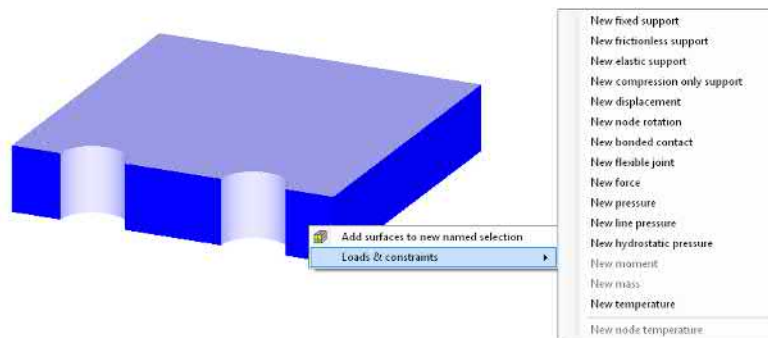 New fixed support
New frictionless support
New elastic support
New compression only support
New displacement
New node rotation
New bonded contact
New flexible joint
New force
New pressure
New line pressure
New hydrostatic pressure
New moment
New mass
New temperature
New node temperature
Add surfaces to new named selection
Loads & constraints